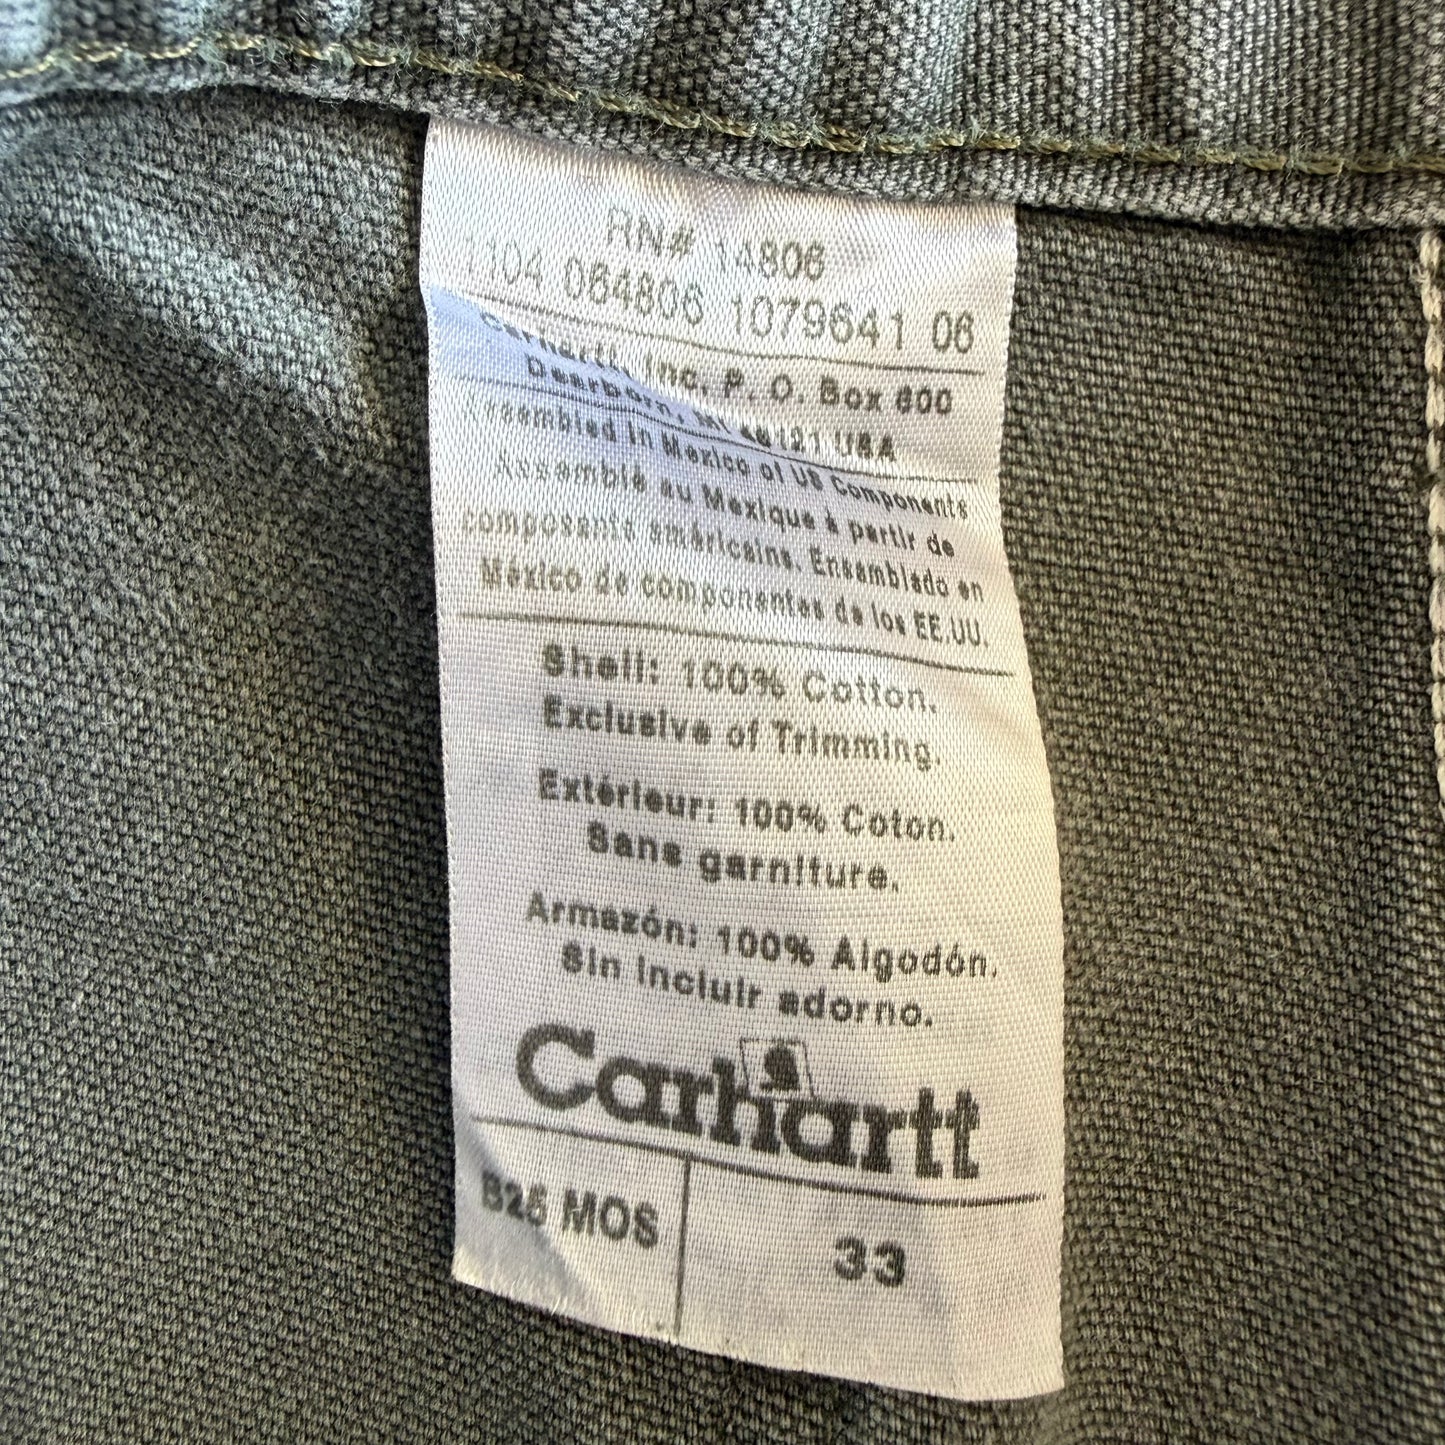 RN# 14806
1104 064806 1079641 06
Carhartt, Inc. P. O. Box 600
Dearborn, MI 48121 USA
Assembled in Mexico of US Components
Assemblé au Mexique à partir de
composants américains. Ensamblado en
México de componentes de los EE.UU.
Shell: 100% Cotton.
Exclusive of Trimming.
Extérieur: 100% Coton.
Sans garniture.
Armazón: 100% Algodón.
Sin incluir adorno.
Carhartt
B25 MOS
33